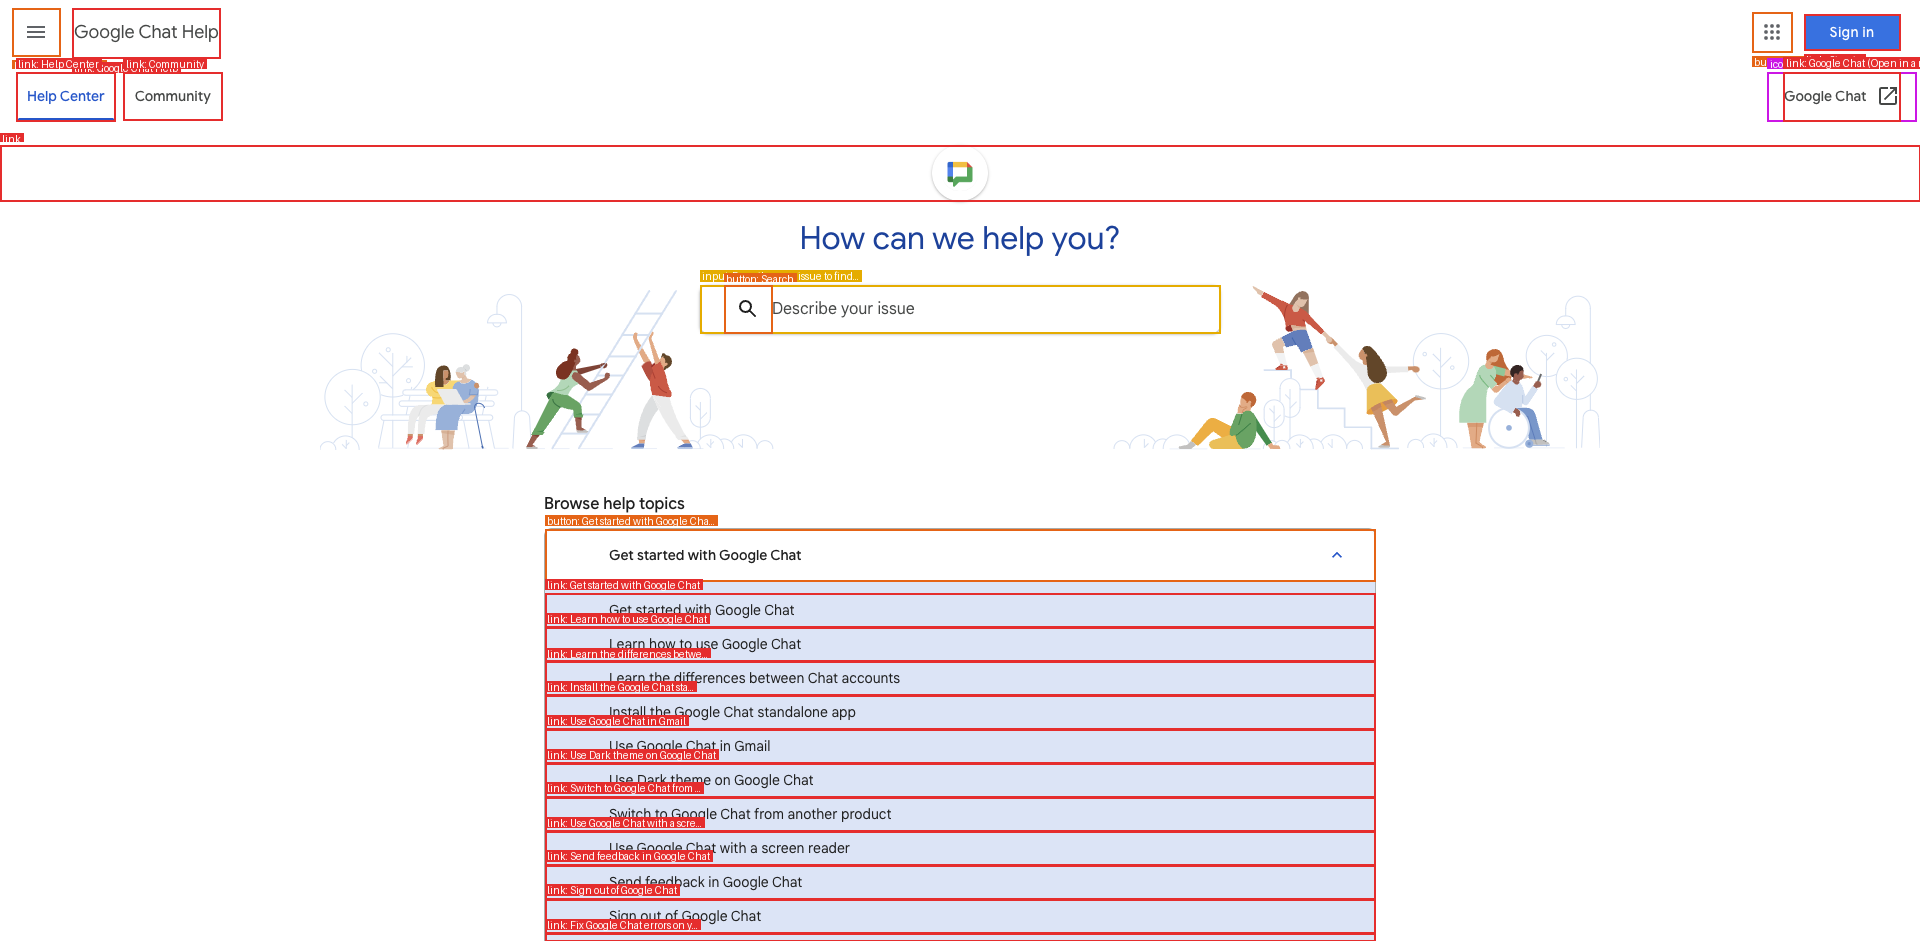 Google Chat Help
Sign in
link: Help Center
link: Google Chat Help
link: Community
link: Google Chat (Open in a
Help Center
Community
Google Chat
link
How can we help you?
issue to find...
button: Search
Describe your issue
Browse help topics
button: Get started with Google Cha...
Get started with Google Chat
link: Get started with Google Chat
Get started with Google Chat
link: Learn how to use Google Chat
Learn how to use Google Chat
link: Learn the differences betwe...
Learn the differences between Chat accounts
link: Install the Google Chat sta...
Install the Google Chat standalone app
link: Use Google Chat in Gmail
Use Google Chat in Gmail
link: Use Dark theme on Google Chat
Use Dark theme on Google Chat
link: Switch to Google Chat from ...
Switch to Google Chat from another product
link: Use Google Chat with a scre...
Use Google Chat with a screen reader
link: Send feedback in Google Chat
Send feedback in Google Chat
link: Sign out of Google Chat
Sign out of Google Chat
link: Fix Google Chat errors on y...